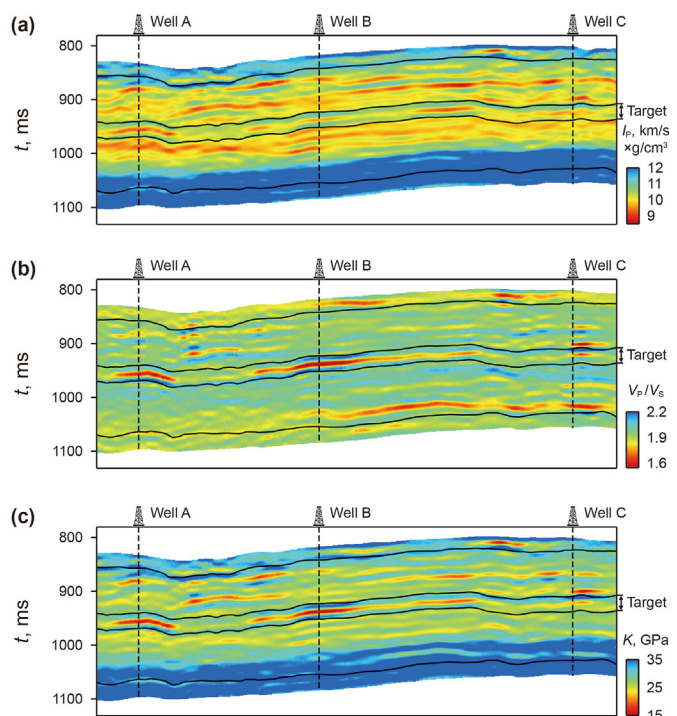 (a)
Well A Well B Well C
800
900
1000
1100
t, ms
Target
Iₚ, km/s
×g/cm³
12
11
10
9
(b)
Well A Well B Well C
800
900
1000
1100
t, ms
Target
Vₚ/Vₛ
2.2
1.9
1.6
(c)
Well A Well B Well C
800
900
1000
1100
t, ms
Target
K, GPa
35
25
15